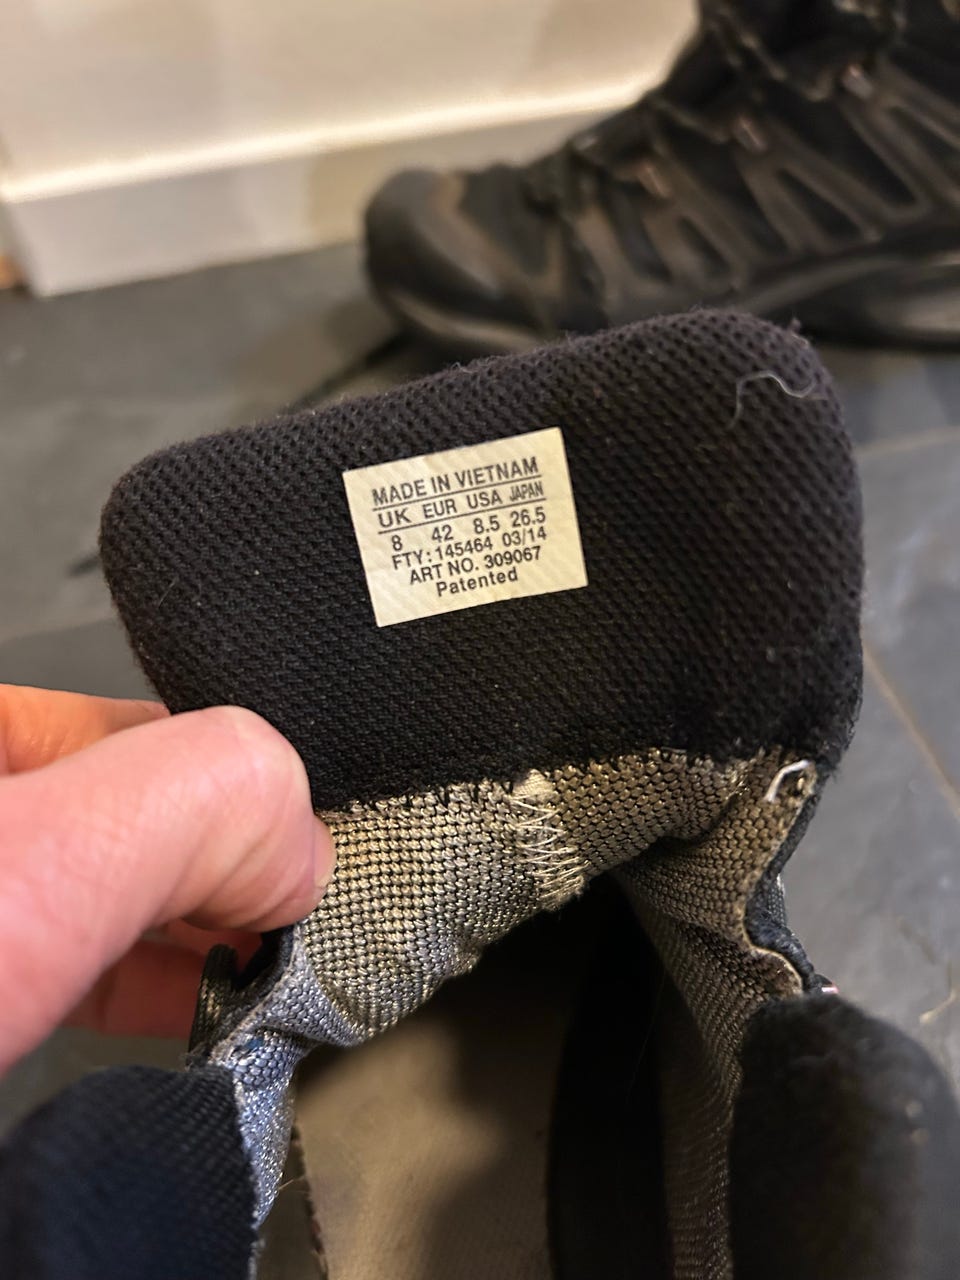 MADE IN VIETNAM
UK EUR USA JAPAN
8 42 8.5 26.5
FTY: 145464 03/14
ART NO. 309067
Patented